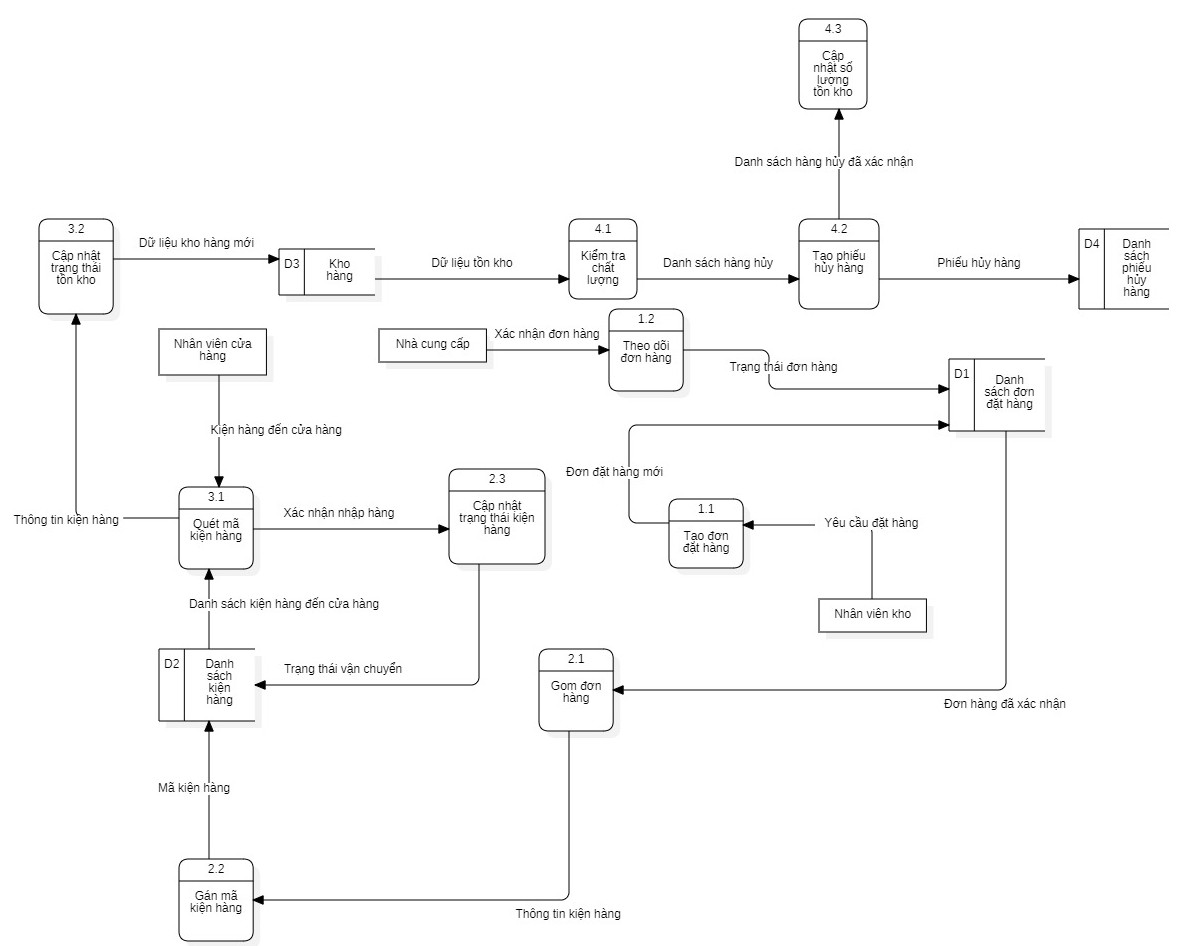 4.3
Cập
nhật số
lượng
tồn kho
Danh sách hàng hủy đã xác nhận
3.2
Cập nhật
trạng thái
tồn kho
Dữ liệu kho hàng mới
D3
Kho
hàng
Dữ liệu tồn kho
4.1
Kiểm tra
chất
lượng
Danh sách hàng hủy
4.2
Tạo phiếu
hủy hàng
Phiếu hủy hàng
D4
Danh
sách
phiếu
hủy
hàng
Nhân viên cửa
hàng
Nhà cung cấp
Xác nhận đơn hàng
1.2
Theo dõi
đơn hàng
Trạng thái đơn hàng
D1
Danh
sách đơn
đặt hàng
Kiện hàng đến cửa hàng
Đơn đặt hàng mới
Thông tin kiện hàng
3.1
Quét mã
kiện hàng
Xác nhận nhập hàng
2.3
Cập nhật
trạng thái kiện
hàng
1.1
Tạo đơn
đặt hàng
Yêu cầu đặt hàng
Nhân viên kho
Danh sách kiện hàng đến cửa hàng
D2
Danh
sách
kiện
hàng
Trạng thái vận chuyển
2.1
Gom đơn
hàng
Đơn hàng đã xác nhận
Mã kiện hàng
2.2
Gán mã
kiện hàng
Thông tin kiện hàng